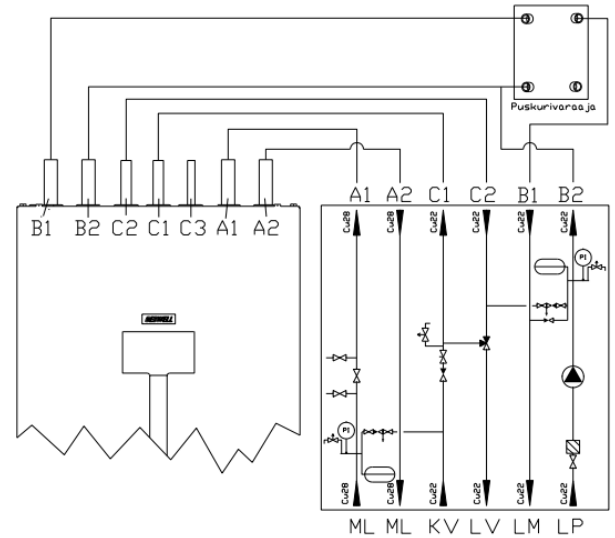 Puskurivaraaja
B1 B2 C2 C1 C3 A1 A2
A1 A2 C1 C2 B1 B2
Cu28 Cu28 Cu22 Cu22 Cu22 Cu22
PI
PI
Cu28 Cu28 Cu22 Cu22 Cu22 Cu22
ML ML KV LV LM LP